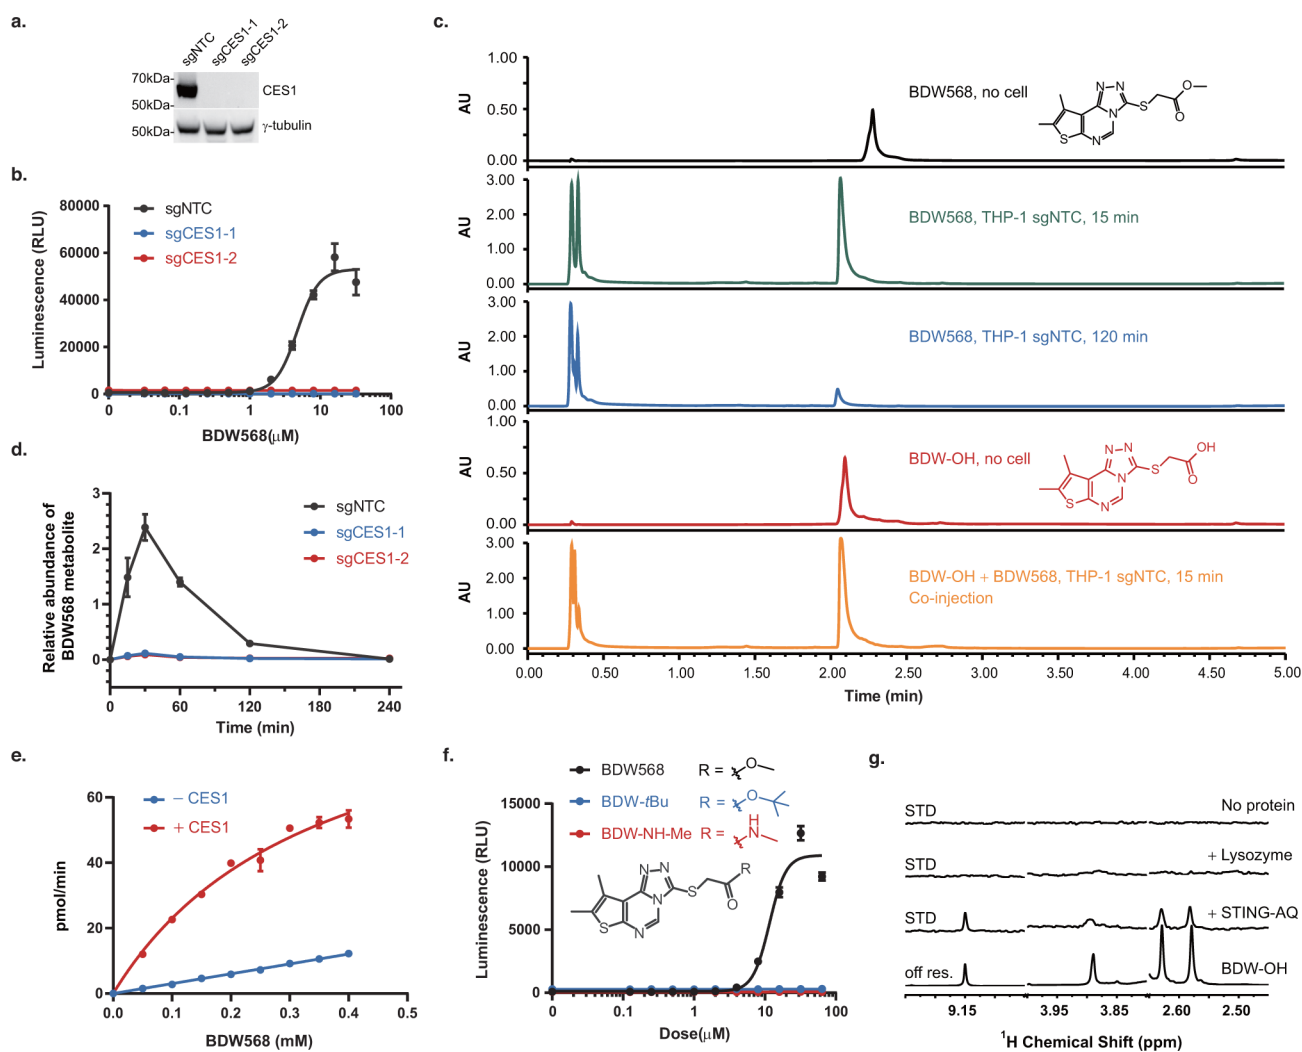 a.
sgNTC
sgCES1-1
sgCES1-2
70kDa-
50kDa-
CES1
50kDa-
γ-tubulin
b.
Luminescence (RLU)
80000
60000
40000
20000
0
sgNTC
sgCES1-1
sgCES1-2
0 0.1 1 10 100
BDW568(μM)
c.
AU
1.00
0.50
0.00
BDW568, no cell
N N
N
S
O
O
S
N
AU
3.00
2.00
1.00
0.00
BDW568, THP-1 sgNTC, 15 min
AU
3.00
2.00
1.00
0.00
BDW568, THP-1 sgNTC, 120 min
AU
1.00
0.50
0.00
BDW-OH, no cell
N N
N
S
OH
O
S
N
AU
3.00
2.00
1.00
0.00
BDW-OH + BDW568, THP-1 sgNTC, 15 min
Co-injection
0.00 0.50 1.00 1.50 2.00 2.50 3.00 3.50 4.00 4.50 5.00
Time (min)
d.
Relative abundance of
BDW568 metabolite
3
2
1
0
sgNTC
sgCES1-1
sgCES1-2
0 60 120 180 240
Time (min)
e.
pmol/min
60
40
20
0
− CES1
+ CES1
0.0 0.1 0.2 0.3 0.4 0.5
BDW568 (mM)
f.
BDW568 R = O
BDW-tBu R = O
BDW-NH-Me R = H
N
Luminescence (RLU)
15000
10000
5000
0
N N
N
S
R
O
S
N
0 0.1 1 10 100
Dose(μM)
g.
STD No protein
STD + Lysozyme
STD + STING-AQ
off res. BDW-OH
9.15 3.95 3.85 2.60 2.50
¹H Chemical Shift (ppm)